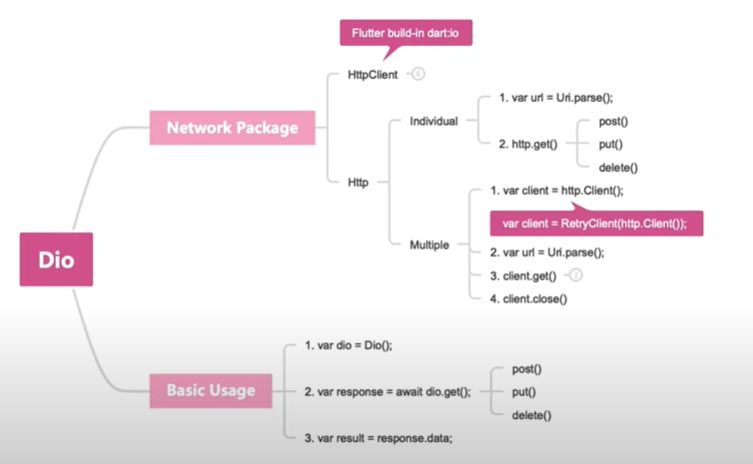 Flutter build-in dart:io
HttpClient
Network Package
Individual
1. var url = Uri.parse();
post()
2. http.get()
put()
delete()
Http
1. var client = http.Client();
var client = RetryClient(http.Client());
Multiple
2. var url = Uri.parse();
3. client.get()
3
4. client.close()
Dio
1. var dio = Dio();
post()
Basic Usage
2. var response = await dio.get();
put()
delete()
3. var result = response.data;